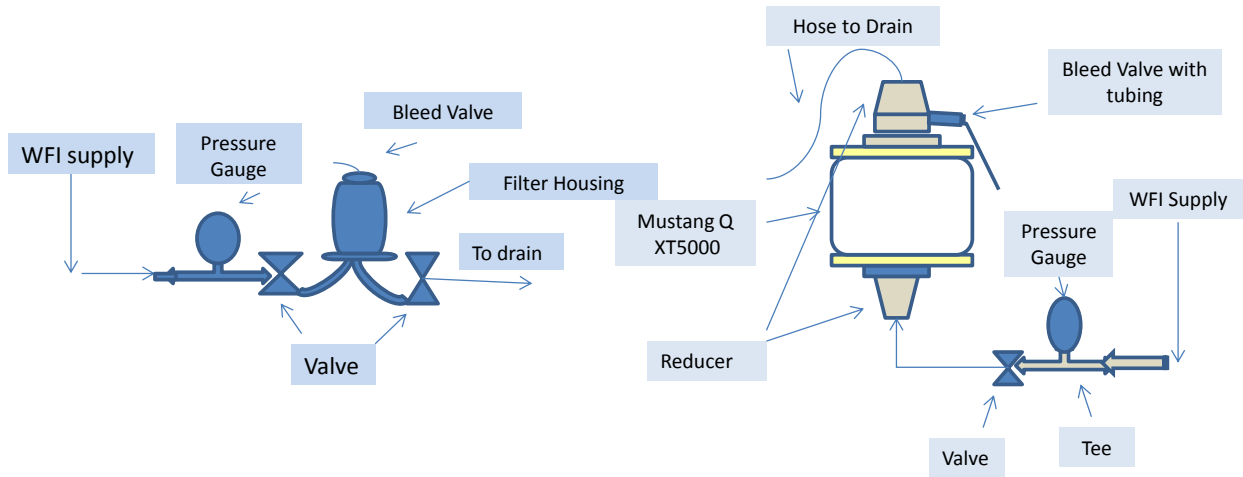 WFI supply
Pressure
Gauge
Bleed Valve
Filter Housing
To drain
Valve
Hose to Drain
Bleed Valve with
tubing
Mustang Q
XT5000
WFI Supply
Pressure
Gauge
Reducer
Valve
Tee